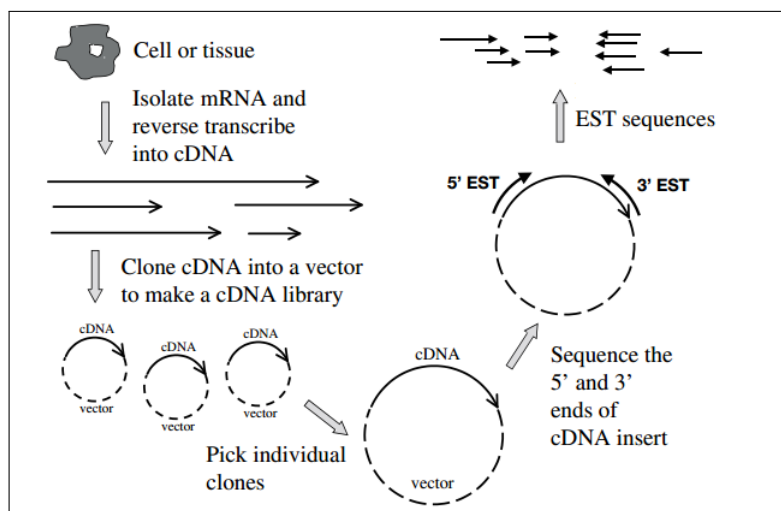 Cell or tissue
Isolate mRNA and
reverse transcribe
into cDNA
Clone cDNA into a vector
to make a cDNA library
cDNA
vector
cDNA
vector
cDNA
vector
Pick individual
clones
cDNA
vector
Sequence the
5’ and 3’
ends of
cDNA insert
5’ EST
3’ EST
EST sequences